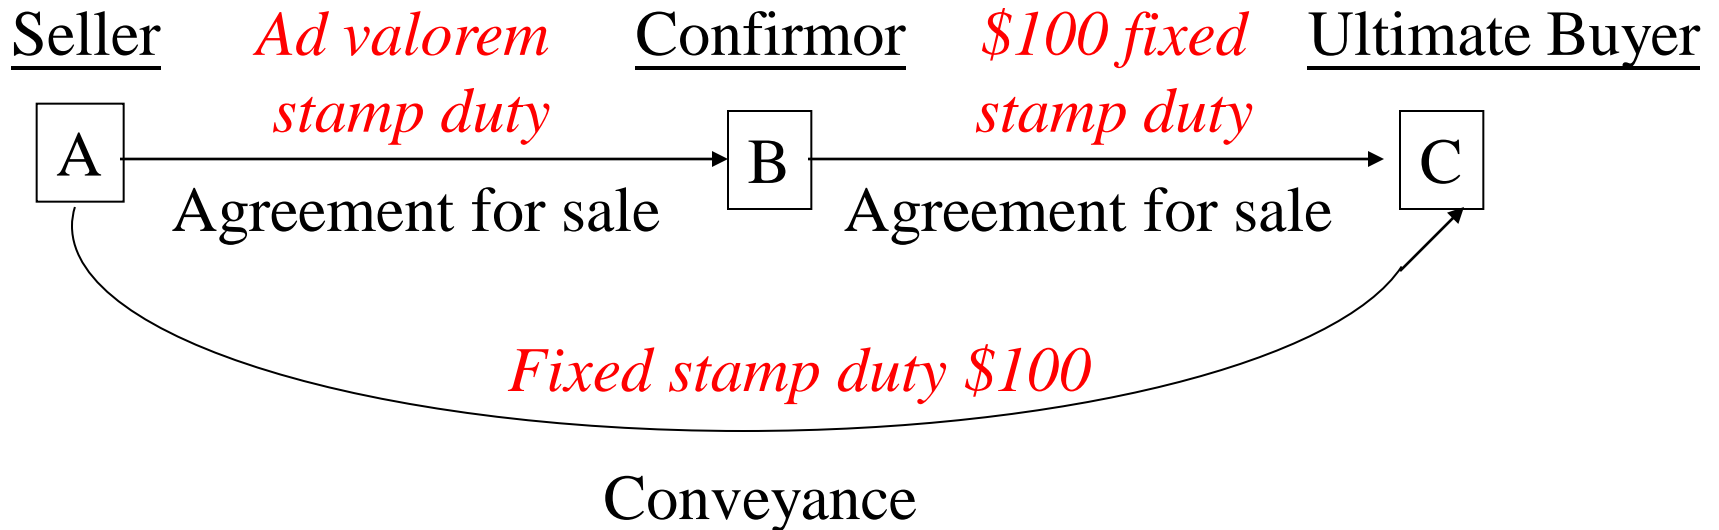 Seller Ad valorem Confirmor $100 fixed Ultimate Buyer
stamp duty stamp duty
A B C
Agreement for sale Agreement for sale
Fixed stamp duty $100
Conveyance